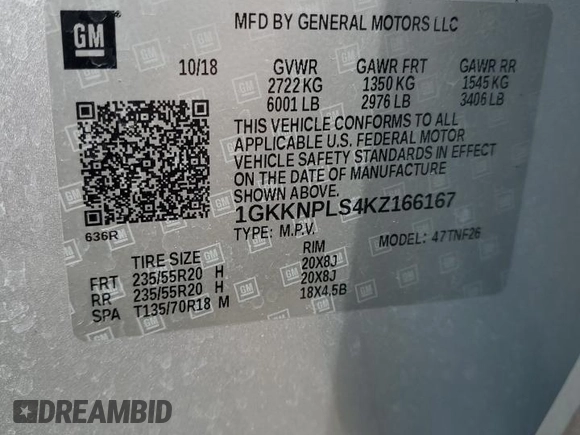 GM
MFD BY GENERAL MOTORS LLC
10/18 GVWR GAWR FRT GAWR RR
2722 KG 1350 KG 1545 KG
6001 LB 2976 LB 3406 LB
THIS VEHICLE CONFORMS TO ALL
APPLICABLE U.S. FEDERAL MOTOR
VEHICLE SAFETY STANDARDS IN EFFECT
ON THE DATE OF MANUFACTURE
SHOWN ABOVE.
1GKKNPLS4KZ166167
636R
TYPE: M.P.V. MODEL: 47TNF26
TIRE SIZE RIM
FRT 235/55R20 H 20X8J
RR 235/55R20 H 20X8J
SPA T135/70R18 M 18X4.5B
DREAMBID